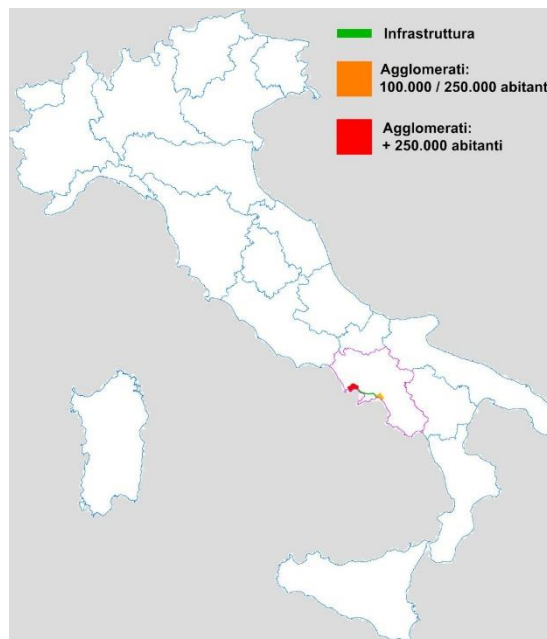 Infrastruttura
Agglomerati:
100.000 / 250.000 abitant
Agglomerati:
+ 250.000 abitanti